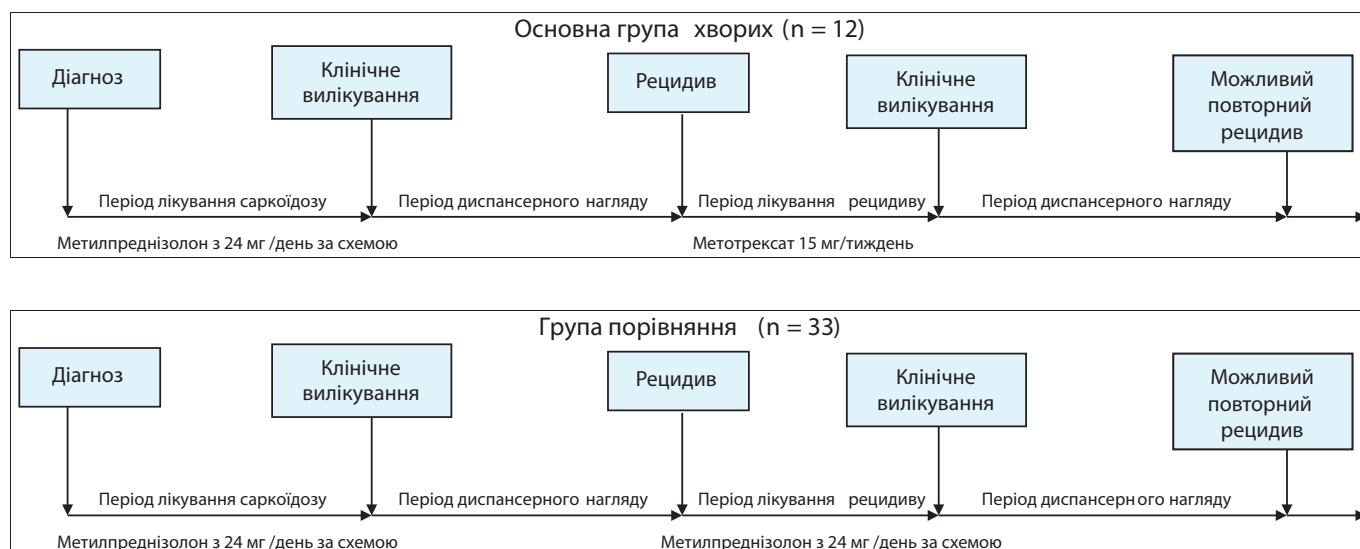 Основна група хворих (n = 12)
Діагноз
Клінічне
вилікування
Рецидив
Клінічне
вилікування
Можливий
повторний
рецидив
Період лікування саркоїдозу
Період диспансерного нагляду
Період лікування рецидиву
Період диспансерного нагляду
Метилпреднізолон з 24 мг /день за схемою
Метотрексат 15 мг/тиждень
Група порівняння (n = 33)
Діагноз
Клінічне
вилікування
Рецидив
Клінічне
вилікування
Можливий
повторний
рецидив
Період лікування саркоїдозу
Період диспансерного нагляду
Період лікування рецидиву
Період диспансерного нагляду
Метилпреднізолон з 24 мг /день за схемою
Метилпреднізолон з 24 мг /день за схемою